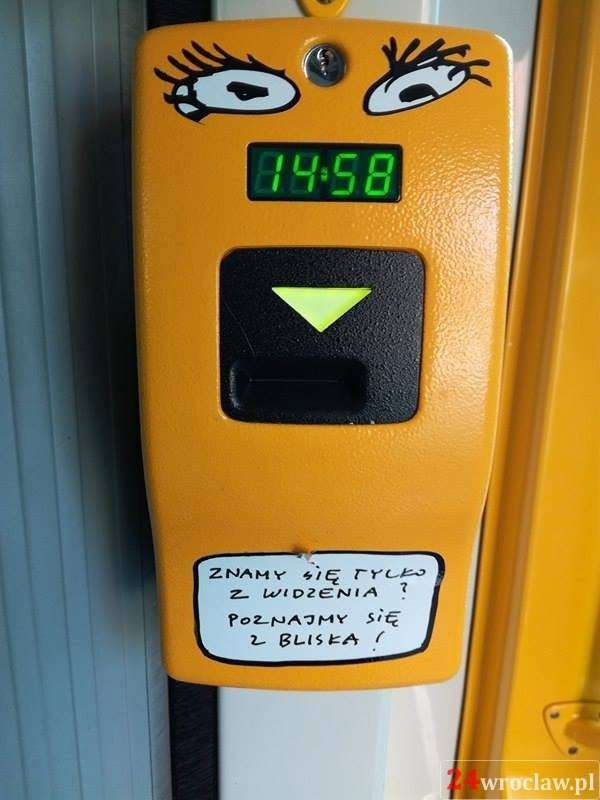 14:58
ZNAMY SIĘ TYLKO
Z WIDZENIA ?
POZNAJMY SIĘ
Z BLISKA !
24wroclaw.pl